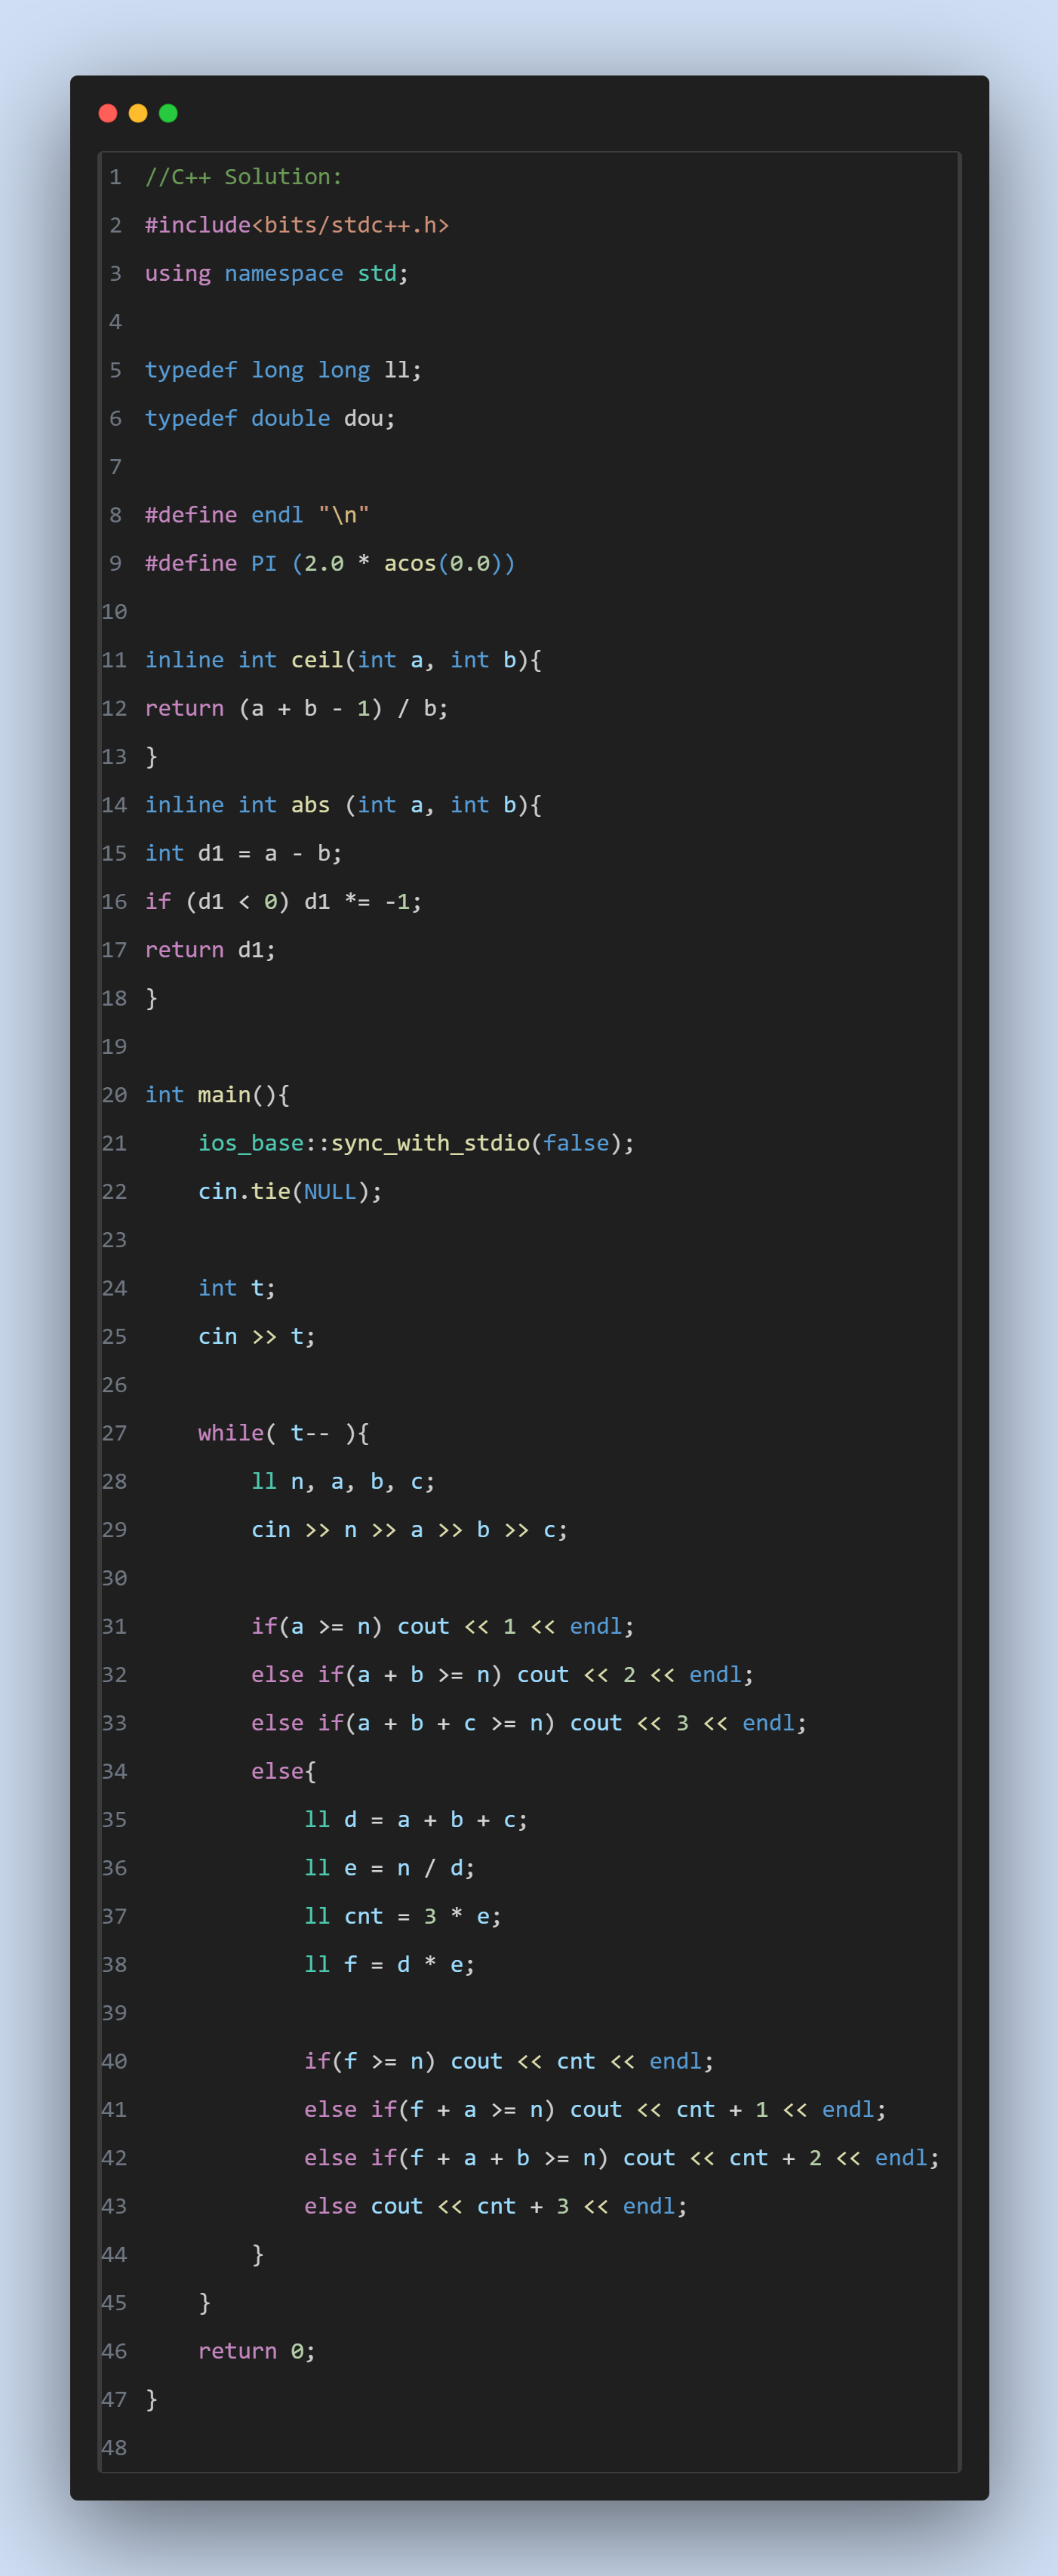 1 //C++ Solution:
2 #include<bits/stdc++.h>
3 using namespace std;
4
5 typedef long long ll;
6 typedef double dou;
7
8 #define endl "\n"
9 #define PI (2.0 * acos(0.0))
10
11 inline int ceil(int a, int b){
12 return (a + b - 1) / b;
13 }
14 inline int abs (int a, int b){
15 int d1 = a - b;
16 if (d1 < 0) d1 *= -1;
17 return d1;
18 }
19
20 int main(){
21     ios_base::sync_with_stdio(false);
22     cin.tie(NULL);
23
24     int t;
25     cin >> t;
26
27     while( t-- ){
28         ll n, a, b, c;
29         cin >> n >> a >> b >> c;
30
31         if(a >= n) cout << 1 << endl;
32         else if(a + b >= n) cout << 2 << endl;
33         else if(a + b + c >= n) cout << 3 << endl;
34         else{
35             ll d = a + b + c;
36             ll e = n / d;
37             ll cnt = 3 * e;
38             ll f = d * e;
39
40             if(f >= n) cout << cnt << endl;
41             else if(f + a >= n) cout << cnt + 1 << endl;
42             else if(f + a + b >= n) cout << cnt + 2 << endl;
43             else cout << cnt + 3 << endl;
44         }
45     }
46     return 0;
47 }
48